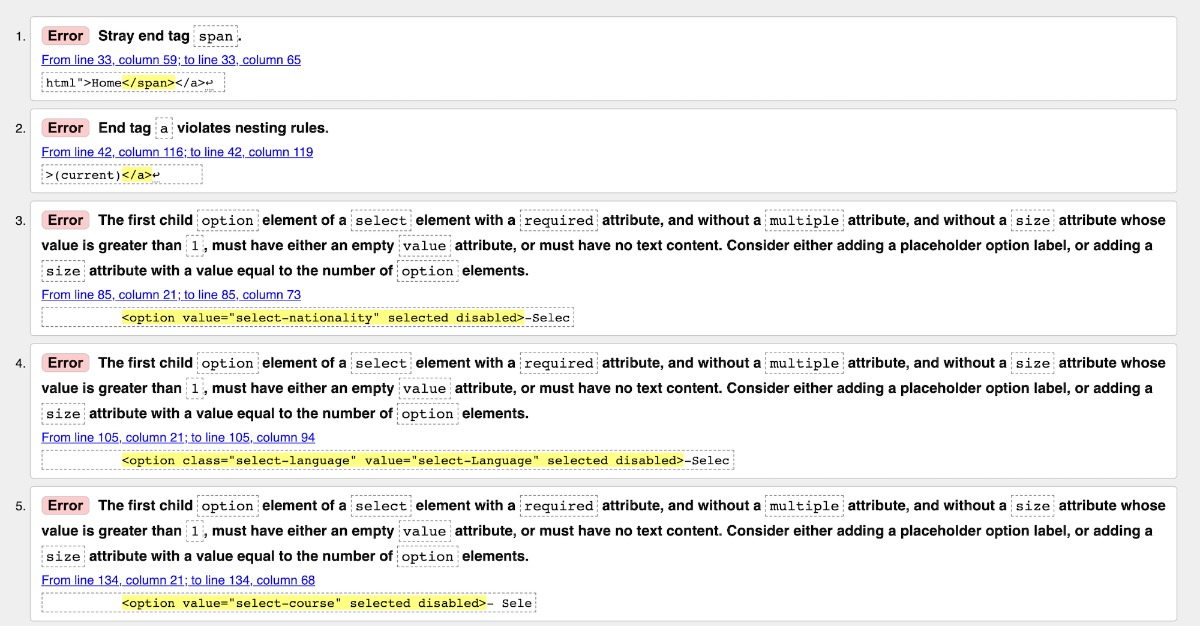 1. Error Stray end tag span.
From line 33, column 59; to line 33, column 65
html">Home</span></a>↩
2. Error End tag a violates nesting rules.
From line 42, column 116; to line 42, column 119
>(current)</a>↩
3. Error The first child option element of a select element with a required attribute, and without a multiple attribute, and without a size attribute whose
value is greater than 1, must have either an empty value attribute, or must have no text content. Consider either adding a placeholder option label, or adding a
size attribute with a value equal to the number of option elements.
From line 85, column 21; to line 85, column 73
<option value="select-nationality" selected disabled>-Selec
4. Error The first child option element of a select element with a required attribute, and without a multiple attribute, and without a size attribute whose
value is greater than 1, must have either an empty value attribute, or must have no text content. Consider either adding a placeholder option label, or adding a
size attribute with a value equal to the number of option elements.
From line 105, column 21; to line 105, column 94
<option class="select-language" value="select-Language" selected disabled>-Selec
5. Error The first child option element of a select element with a required attribute, and without a multiple attribute, and without a size attribute whose
value is greater than 1, must have either an empty value attribute, or must have no text content. Consider either adding a placeholder option label, or adding a
size attribute with a value equal to the number of option elements.
From line 134, column 21; to line 134, column 68
<option value="select-course" selected disabled>- Sele